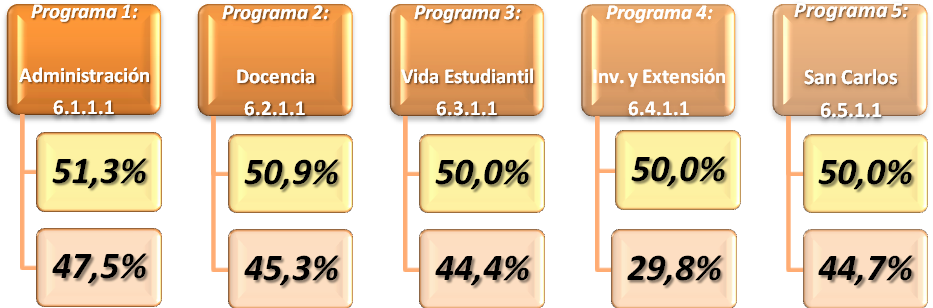 Programa 1:
Administración
6.1.1.1
51,3%
47,5%
Programa 2:
Docencia
6.2.1.1
50,9%
45,3%
Programa 3:
Vida Estudiantil
6.3.1.1
50,0%
44,4%
Programa 4:
Inv. y Extensión
6.4.1.1
50,0%
29,8%
Programa 5:
San Carlos
6.5.1.1
50,0%
44,7%